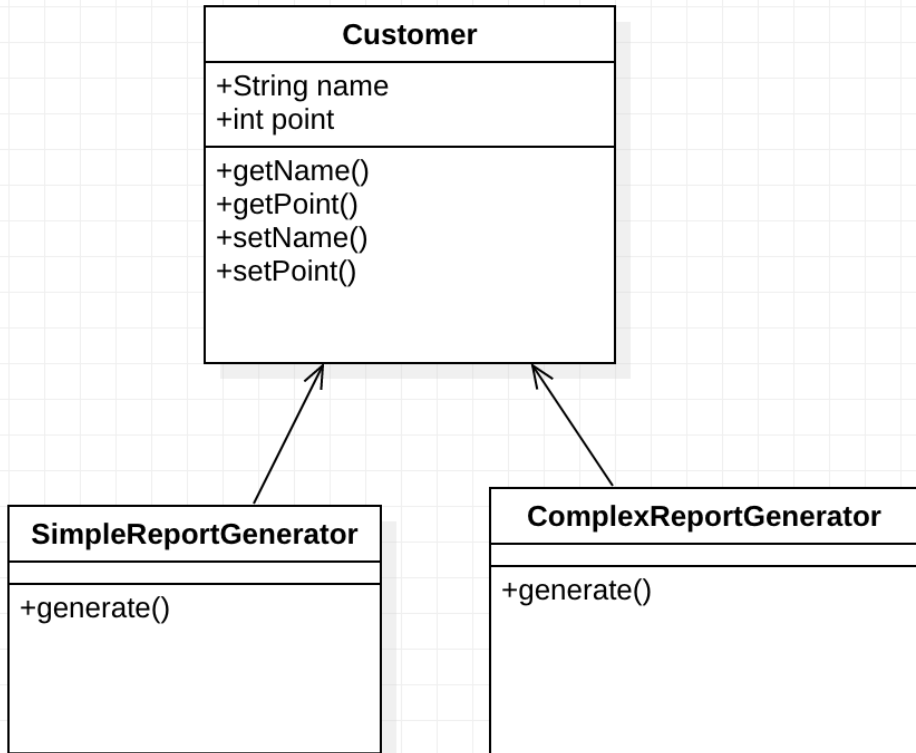 Customer
+String name
+int point
+getName()
+getPoint()
+setName()
+setPoint()
SimpleReportGenerator
+generate()
ComplexReportGenerator
+generate()